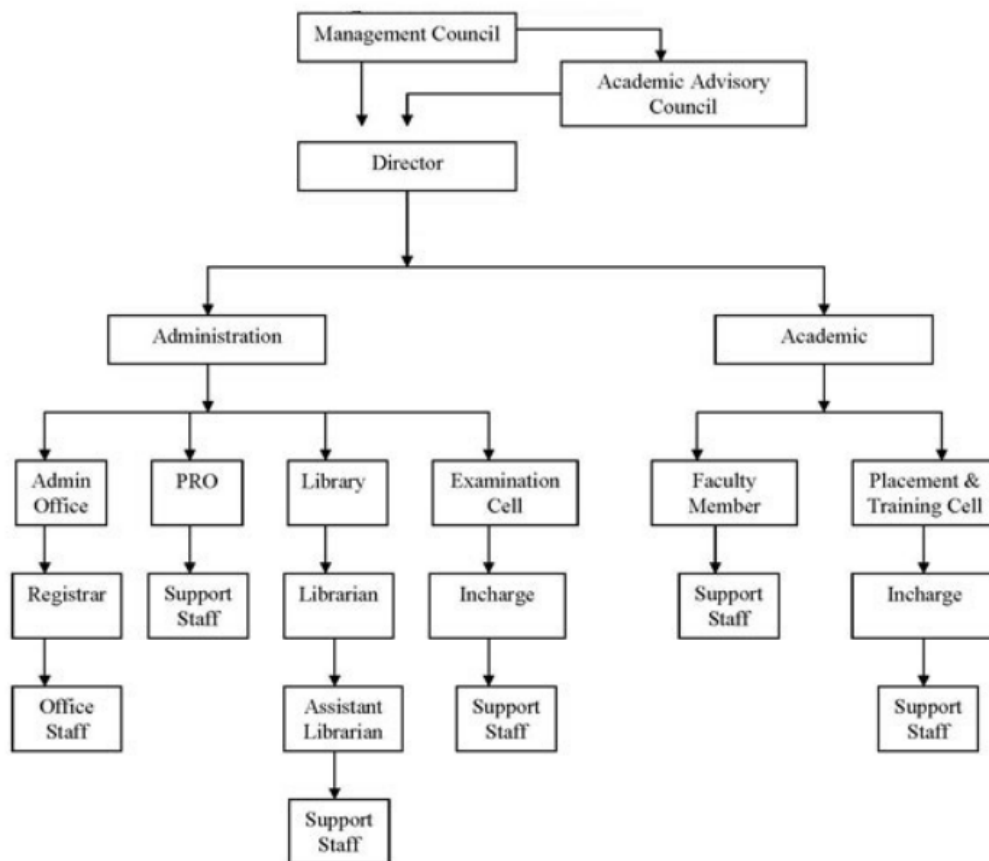 Management Council
Academic Advisory
Council
Director
Administration
Academic
Admin
Office
PRO
Library
Examination
Cell
Faculty
Member
Placement &
Training Cell
Registrar
Support
Staff
Librarian
Incharge
Support
Staff
Incharge
Office
Staff
Assistant
Librarian
Support
Staff
Support
Staff
Support
Staff